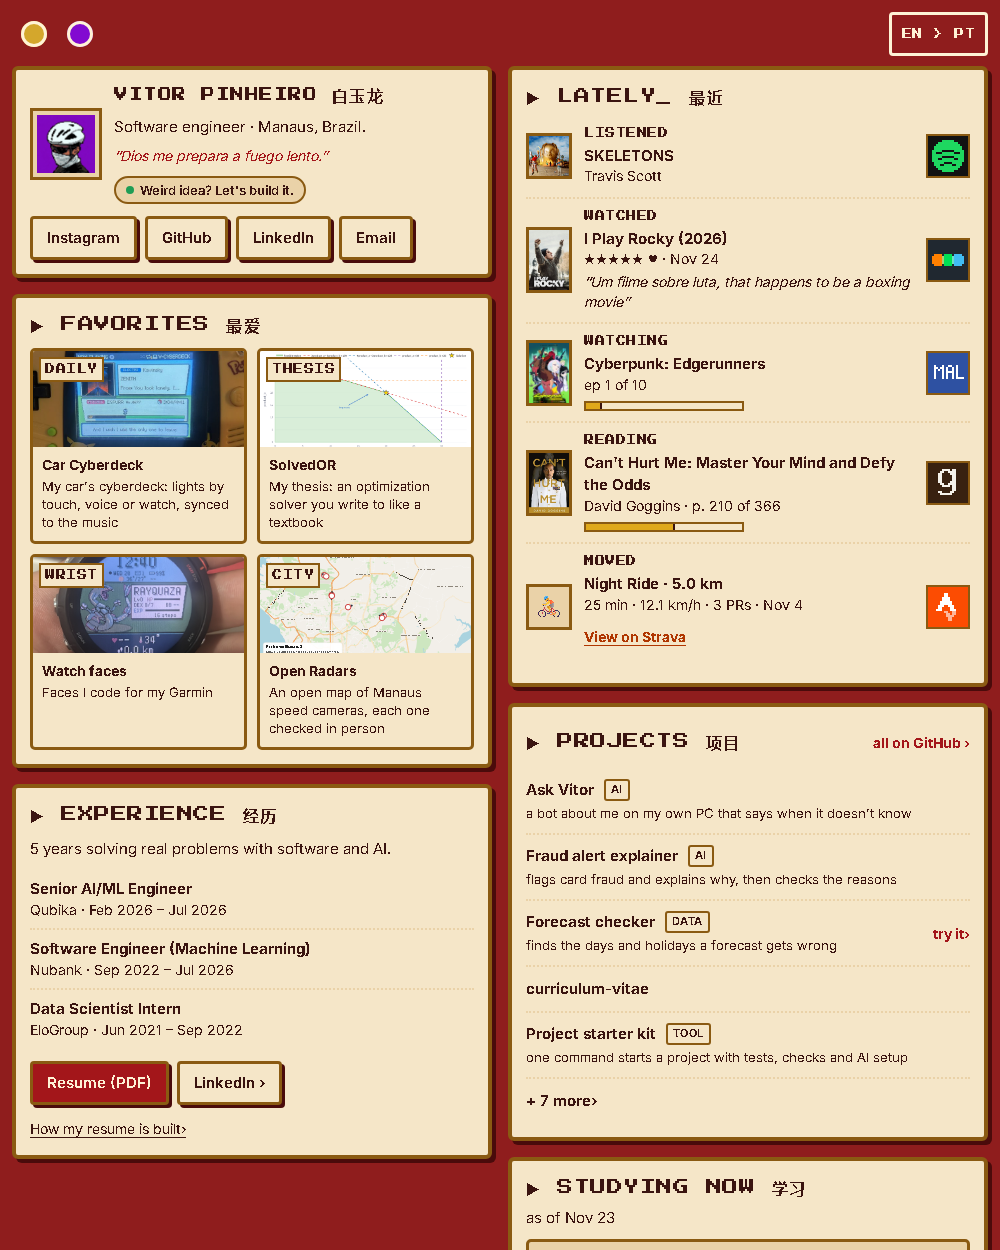 EN > PT
VITOR PINHEIRO 白玉龙
Software engineer · Manaus, Brazil.
“Dios me prepara a fuego lento.”
Weird idea? Let's build it.
Instagram
GitHub
LinkedIn
Email
FAVORITES 最爱
DAILY
Car Cyberdeck
My car's cyberdeck: lights by
touch, voice or watch, synced
to the music
THESIS
SolvedOR
My thesis: an optimization
solver you write to like a
textbook
WRIST
12:40
RAYQUAZA
34°
0.0 km
Watch faces
Faces I code for my Garmin
CITY
Open Radars
An open map of Manaus
speed cameras, each one
checked in person
EXPERIENCE 经历
5 years solving real problems with software and AI.
Senior AI/ML Engineer
Qubika · Feb 2026 – Jul 2026
Software Engineer (Machine Learning)
Nubank · Sep 2022 – Jul 2026
Data Scientist Intern
EloGroup · Jun 2021 – Sep 2022
Resume (PDF)
LinkedIn ›
How my resume is built›
LATELY_ 最近
LISTENED
SKELETONS
Travis Scott
WATCHED
I Play Rocky (2026)
★★★★★ ♥ · Nov 24
“Um filme sobre luta, that happens to be a boxing
movie”
ROCKY
WATCHING
Cyberpunk: Edgerunners
ep 1 of 10
MAL
READING
Can't Hurt Me: Master Your Mind and Defy
the Odds
David Goggins · p. 210 of 366
CAN'T
HURT
ME
g
MOVED
Night Ride · 5.0 km
25 min · 12.1 km/h · 3 PRs · Nov 4
View on Strava
PROJECTS 项目
all on GitHub ›
Ask Vitor AI
a bot about me on my own PC that says when it doesn't know
Fraud alert explainer AI
flags card fraud and explains why, then checks the reasons
Forecast checker DATA
finds the days and holidays a forecast gets wrong
try it›
curriculum-vitae
Project starter kit TOOL
one command starts a project with tests, checks and AI setup
+ 7 more›
STUDYING NOW 学习
as of Nov 23